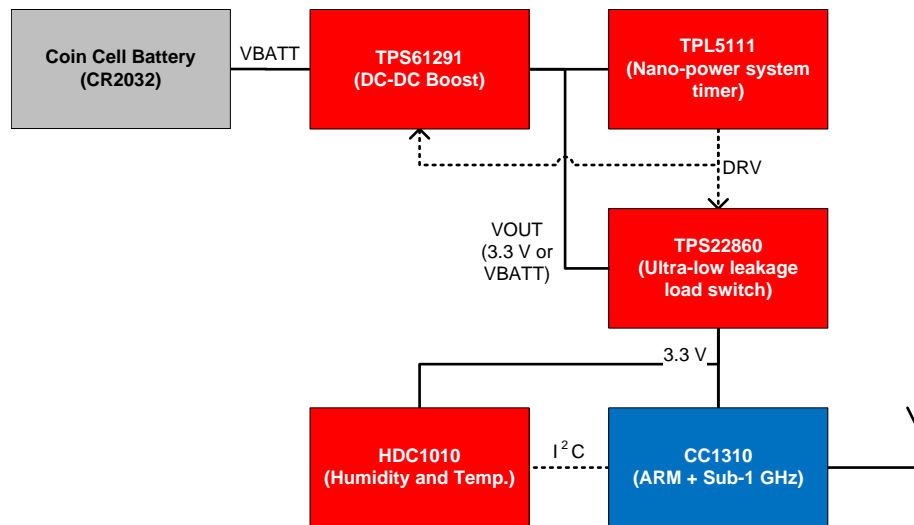 Coin Cell Battery
(CR2032)
VBATT
TPS61291
(DC-DC Boost)
TPL5111
(Nano-power system
timer)
DRV
VOUT
(3.3 V or
VBATT)
TPS22860
(Ultra-low leakage
load switch)
3.3 V
HDC1010
(Humidity and Temp.)
I²C
CC1310
(ARM + Sub-1 GHz)